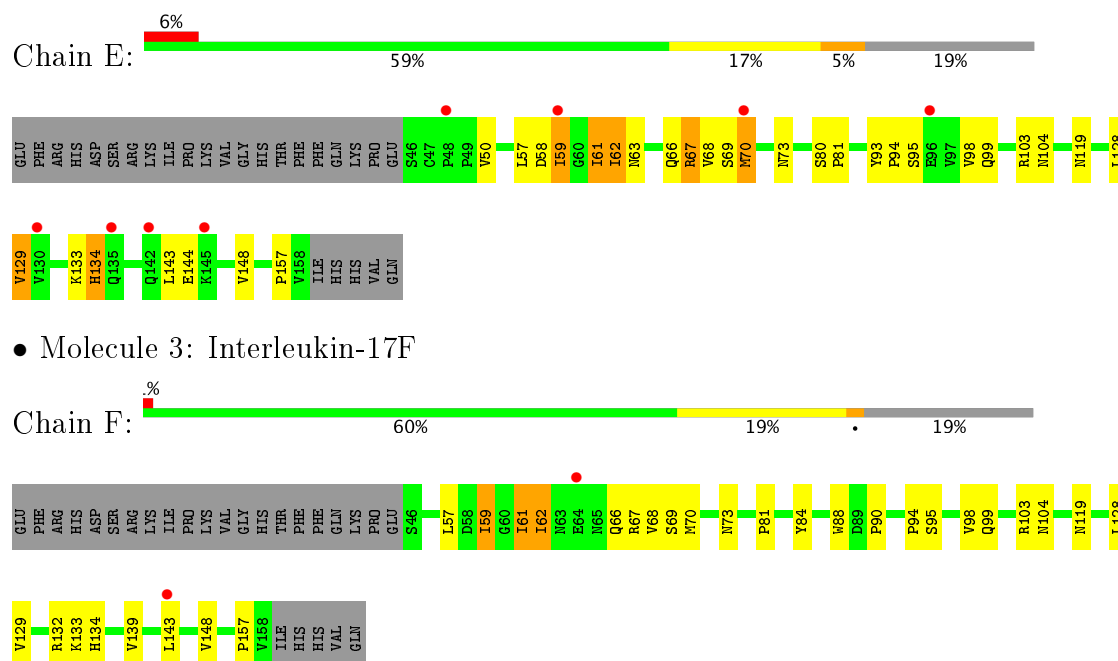 6%
Chain E:
59% 17% 5% 19%
GLU PHE ARG HIS ASP SER ARG LYS ILE PRO LYS VAL GLY HIS THR PHE PHE GLN LYS PRO GLU S46 C47 P48 P49 V50 L57 D58 I59 G60 I61 I62 N63 Q66 R67 V68 S69 M70 N73 S80 P81 Y93 P94 S95 E96 V97 V98 Q99 R103 N104 N119 L128
V129 V130 K133 H134 Q135 Q142 L143 E144 K145 V148 P157 V158 ILE HIS HIS VAL GLN
• Molecule 3: Interleukin-17F
Chain F:
60% 19% • 19%
GLU PHE ARG HIS ASP SER ARG LYS ILE PRO LYS VAL GLY HIS THR PHE PHE GLN LYS PRO GLU S46 L57 D58 I59 G60 I61 I62 N63 E64 N65 Q66 R67 V68 S69 M70 N73 P81 Y84 W88 D89 P90 P94 S95 V98 Q99 R103 N104 N119 L128
V129 R132 K133 H134 V139 L143 V148 P157 V158 ILE HIS HIS VAL GLN